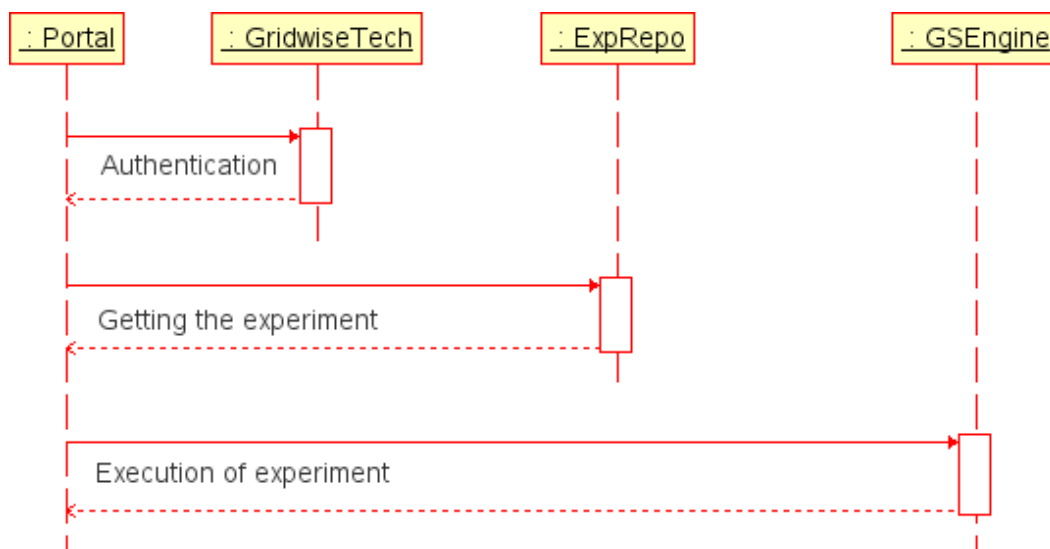 : Portal
: GridwiseTech
: ExpRepo
: GSEngine
Authentication
Getting the experiment
Execution of experiment